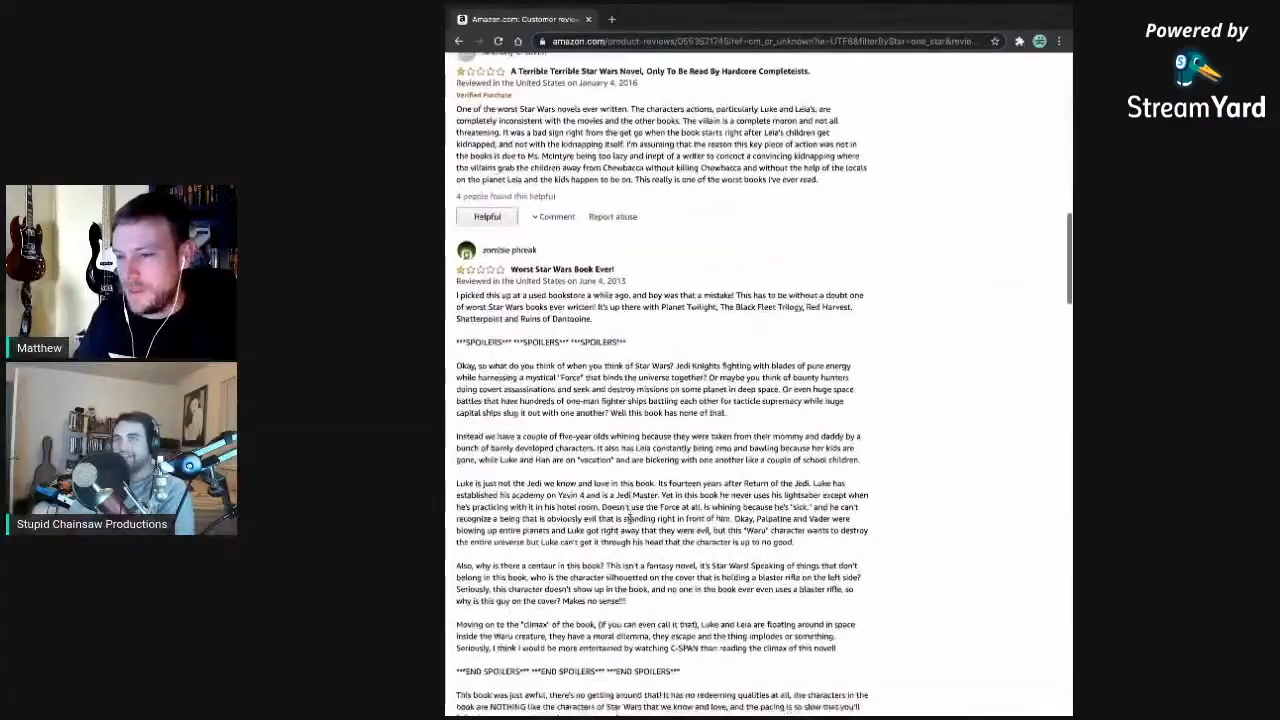 Amazon.com: Customer revie
amazon.com/product-reviews/0553571745/ref=cm_cr_unknow?ie=UTF8&filterByStar=one_star&revie...
Powered by
StreamYard
A Terrible Terrible Star Wars Novel, Only To Be Read By Hardcore Completeists.
Reviewed in the United States on January 4, 2016
Verified Purchase
One of the worst Star Wars novels ever written. The characters actions, particularly Luke and Leia's, are
completely inconsistent with the movies and the other books. The villain is a complete moron and not all
threatening. It was a bad sign right from the get go when the book starts right after Leia's children get
kidnapped, and not with the kidnapping itself. I'm assuming that the reason this key piece of action was not in
the books is due to Ms. McIntyre being too lazy and inept of a writer to concoct a convincing kidnapping where
the villains grab the children away from Chewbacca without killing Chewbacca and without the help of the locals
on the planet Leia and the kids happen to be on. This really is one of the worst books I've ever read.
4 people found this helpful
Helpful
Comment
Report abuse
zombie phreak
Worst Star Wars Book Ever!
Reviewed in the United States on June 4, 2013
I picked this up at a used bookstore a while ago, and boy was that a mistake! This has to be without a doubt one
of worst Star Wars books ever written! It's up there with Planet Twilight, The Black Fleet Trilogy, Red Harvest,
Shatterpoint and Ruins of Dantooine.
***SPOILERS*** ***SPOILERS*** ***SPOILERS***
Okay, so what do you think of when you think of Star Wars? Jedi Knights fighting with blades of pure energy
while harnessing a mystical "Force" that binds the universe together? Or maybe you think of bounty hunters
doing covert assassinations and seek and destroy missions on some planet in deep space. Or even huge space
battles that have hundreds of one-man fighter ships battling each other for tacticle supremacy while huge
capital ships slug it out with one another? Well this book has none of that.
Instead we have a couple of five-year olds whining because they were taken from their mommy and daddy by a
bunch of barely developed characters. It also has Leia constantly being emo and bawling because her kids are
gone, while Luke and Han are on "vacation" and are bickering with one another like a couple of school children.
Luke is just not the Jedi we know and love in this book. Its fourteen years after Return of the Jedi. Luke has
established his academy on Yavin 4 and is a Jedi Master. Yet in this book he never uses his lightsaber except when
he's practicing with it in his hotel room. Doesn't use the Force at all. Is whining because he's "sick." and he can't
recognize a being that is obviously evil that is standing right in front of him. Okay, Palpatine and Vader were
blowing up entire planets and Luke got right away that they were evil, but this "Waru" character wants to destroy
the entire universe but Luke can't get it through his head that the character is up to no good.
Also, why is there a centaur in this book? This isn't a fantasy novel, it's Star Wars! Speaking of things that don't
belong in this book, who is the character silhouetted on the cover that is holding a blaster rifle on the left side?
Seriously, this character doesn't show up in the book, and no one in the book ever even uses a blaster rifle, so
why is this guy on the cover? Makes no sense!!!
Moving on to the "climax" of the book, (if you can even call it that), Luke and Leia are floating around in space
inside the Waru creature, they have a moral dilemma, they escape and the thing implodes or something.
Seriously, I think I would be more entertained by watching C-SPAN than reading the climax of this novel!
***END SPOILERS*** ***END SPOILERS*** ***END SPOILERS***
This book was just awful, there's no getting around that! It has no redeeming qualities at all, the characters in the
book are NOTHING like the characters of Star Wars that we know and love, and the pacing is so slow that you'll
Matthew
Stupid Chainsaw Productions